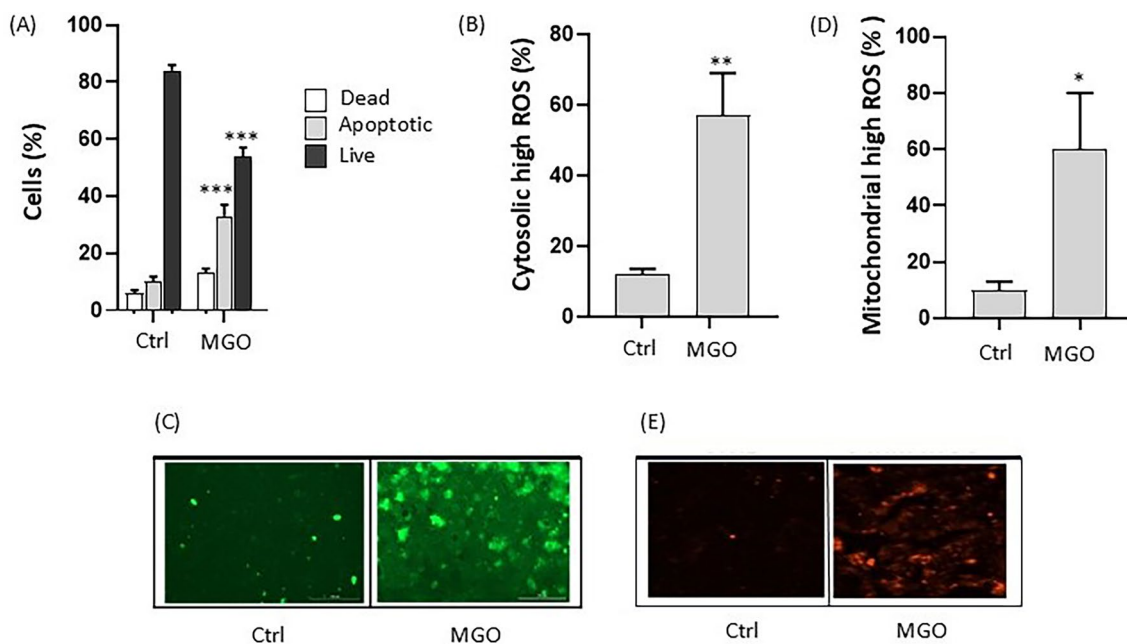 (A)
Cells (%)
100
80
60
40
20
0
***
***
Ctrl
MGO
Dead
Apoptotic
Live
(B)
Cytosolic high ROS (%)
80
60
40
20
0
**
Ctrl
MGO
(D)
Mitochondrial high ROS (%)
100
80
60
40
20
0
*
Ctrl
MGO
(C)
Ctrl
MGO
(E)
Ctrl
MGO